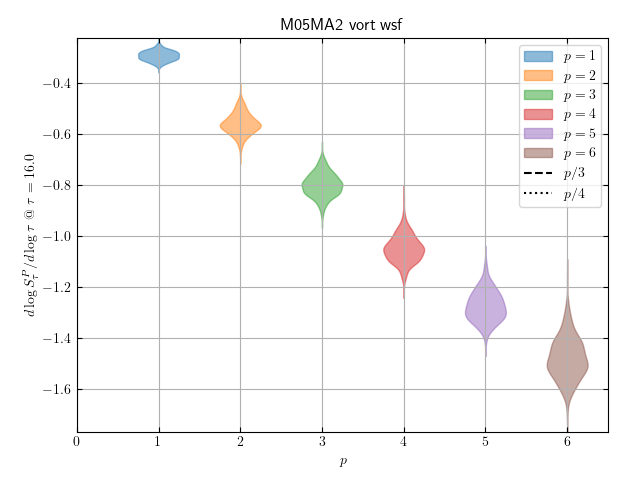 M05MA2 vort wsf
d log S_τ^P / d log τ @ τ = 16.0
−0.4
−0.6
−0.8
−1.0
−1.2
−1.4
−1.6
0 1 2 3 4 5 6
p
p = 1
p = 2
p = 3
p = 4
p = 5
p = 6
p/3
p/4